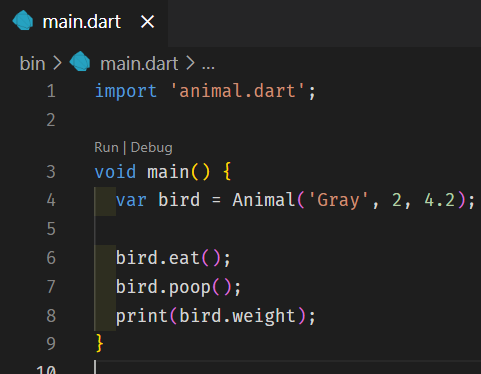 main.dart ×
bin > main.dart > ...
1 import 'animal.dart';
2
Run | Debug
3 void main() {
4 var bird = Animal('Gray', 2, 4.2);
5
6 bird.eat();
7 bird.poop();
8 print(bird.weight);
9 }
10